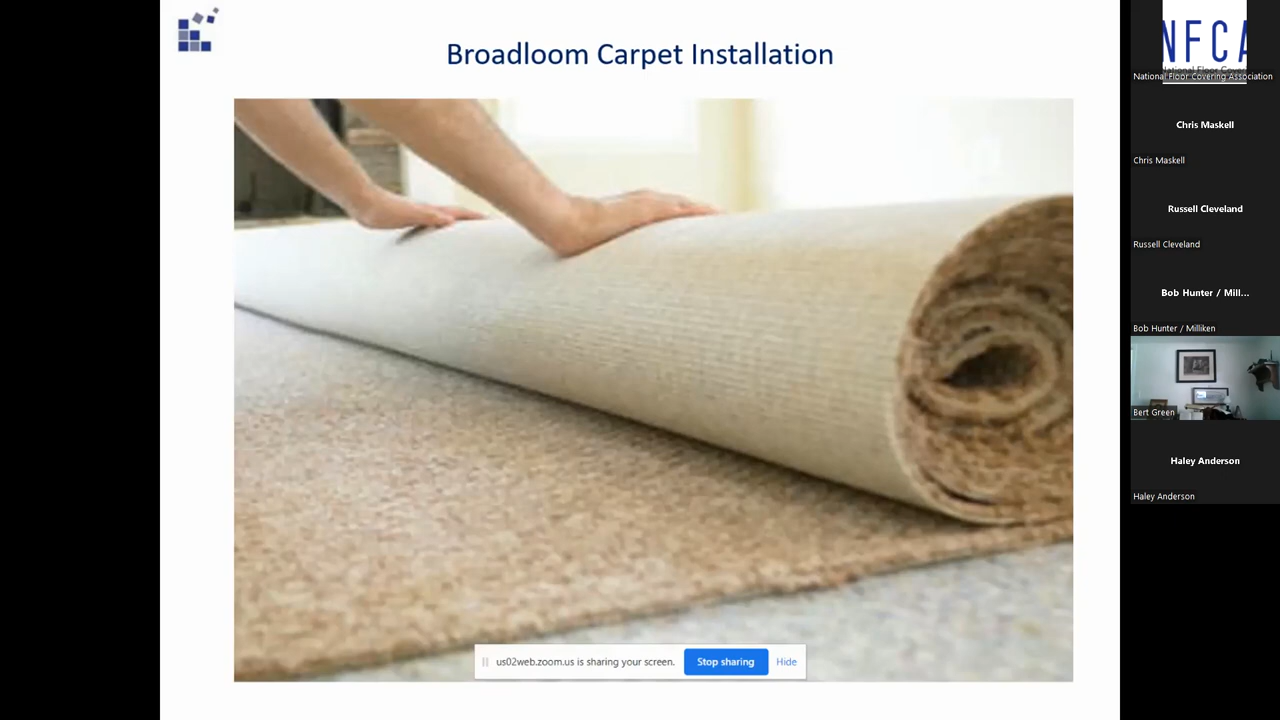 Broadloom Carpet Installation
us02web.zoom.us is sharing your screen.
Stop sharing
Hide
NFCA
National Floor Covering Association
Chris Maskell
Chris Maskell
Russell Cleveland
Russell Cleveland
Bob Hunter / Mill...
Bob Hunter / Milliken
Bert Green
Haley Anderson
Haley Anderson